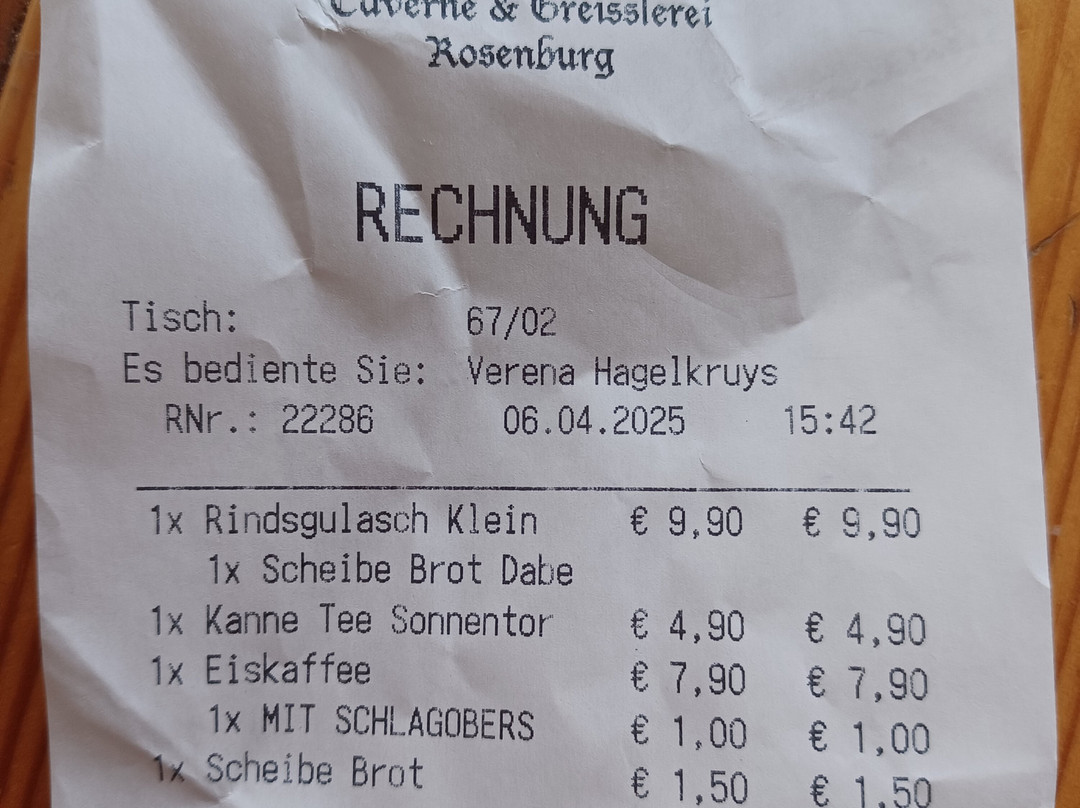 Taverne & Greisslerei
Rosenburg
RECHNUNG
Tisch: 67/02
Es bediente Sie: Verena Hagelkruys
RNr.: 22286 06.04.2025 15:42
1x Rindsgulasch Klein € 9,90 € 9,90
1x Scheibe Brot Dabe
1x Kanne Tee Sonnentor € 4,90 € 4,90
1x Eiskaffee € 7,90 € 7,90
1x MIT SCHLAGOBERS € 1,00 € 1,00
1x Scheibe Brot € 1,50 € 1,50